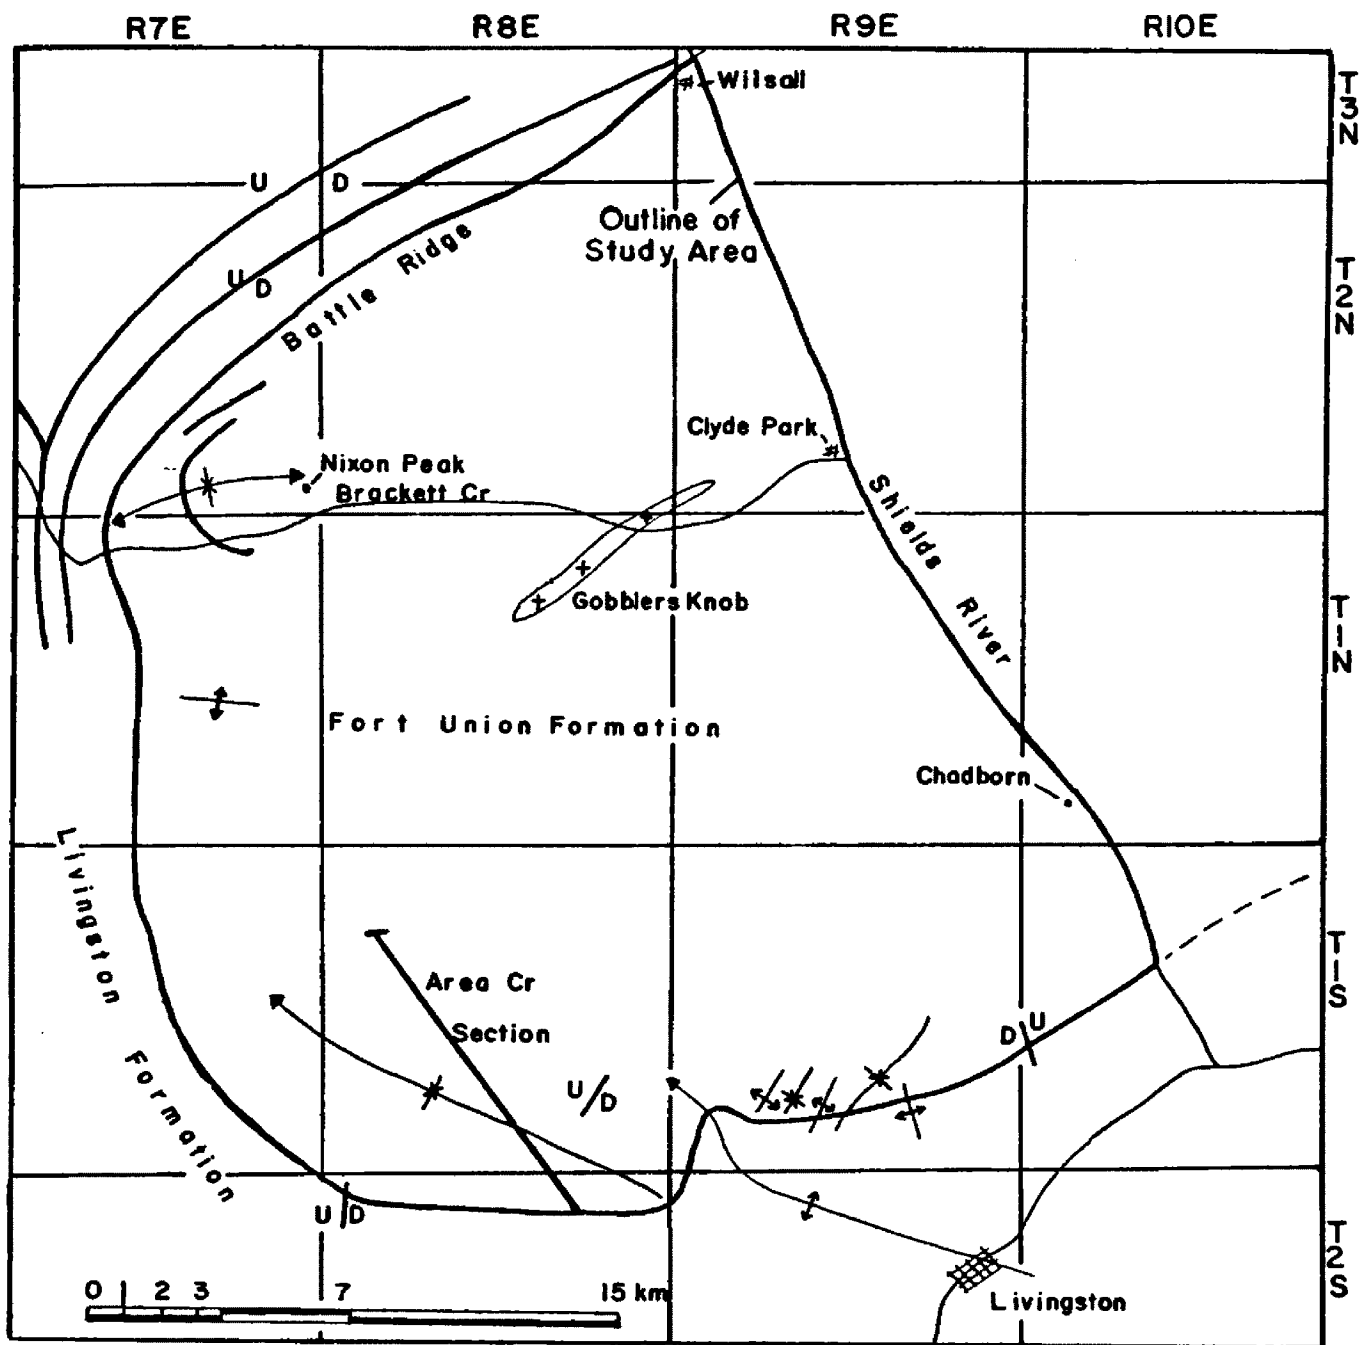 R7E R8E R9E R10E
T3N
Wilsall
U D
Outline of
Study Area
Battle Ridge
U D
T2N
Clyde Park
Nixon Peak
Brackett Cr
Shields River
Gobblers Knob
T1N
Fort Union Formation
Chadborn
Livingston Formation
T1S
Area Cr
Section
D U
U/D
U/D
T2S
0 1 2 3 7 15 km
Livingston